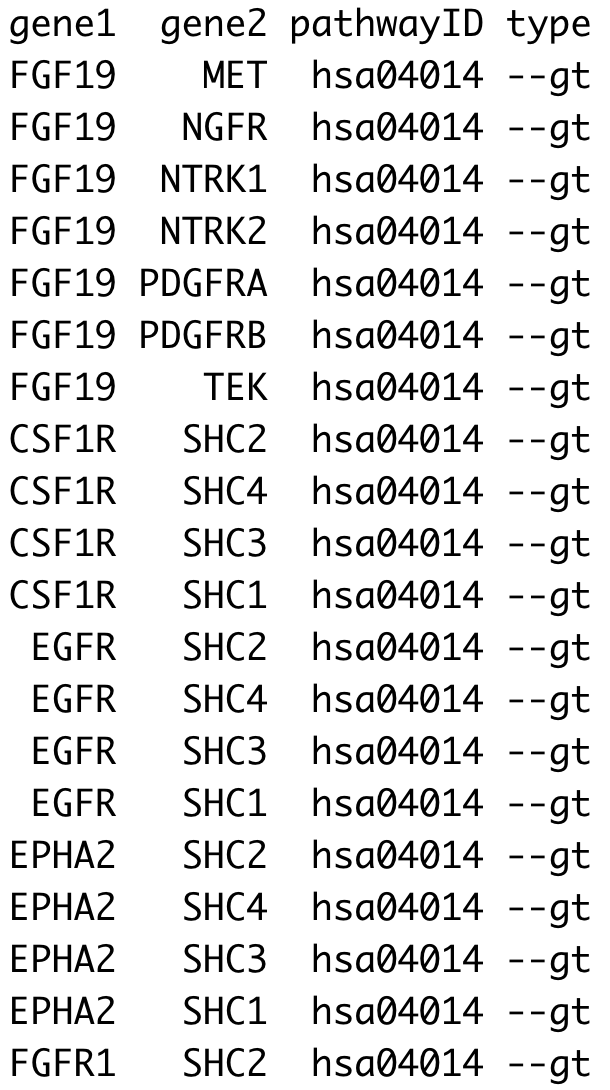 gene1 gene2 pathwayID type
FGF19 MET hsa04014 --gt
FGF19 NGFR hsa04014 --gt
FGF19 NTRK1 hsa04014 --gt
FGF19 NTRK2 hsa04014 --gt
FGF19 PDGFRA hsa04014 --gt
FGF19 PDGFRB hsa04014 --gt
FGF19 TEK hsa04014 --gt
CSF1R SHC2 hsa04014 --gt
CSF1R SHC4 hsa04014 --gt
CSF1R SHC3 hsa04014 --gt
CSF1R SHC1 hsa04014 --gt
EGFR SHC2 hsa04014 --gt
EGFR SHC4 hsa04014 --gt
EGFR SHC3 hsa04014 --gt
EGFR SHC1 hsa04014 --gt
EPHA2 SHC2 hsa04014 --gt
EPHA2 SHC4 hsa04014 --gt
EPHA2 SHC3 hsa04014 --gt
EPHA2 SHC1 hsa04014 --gt
FGFR1 SHC2 hsa04014 --gt